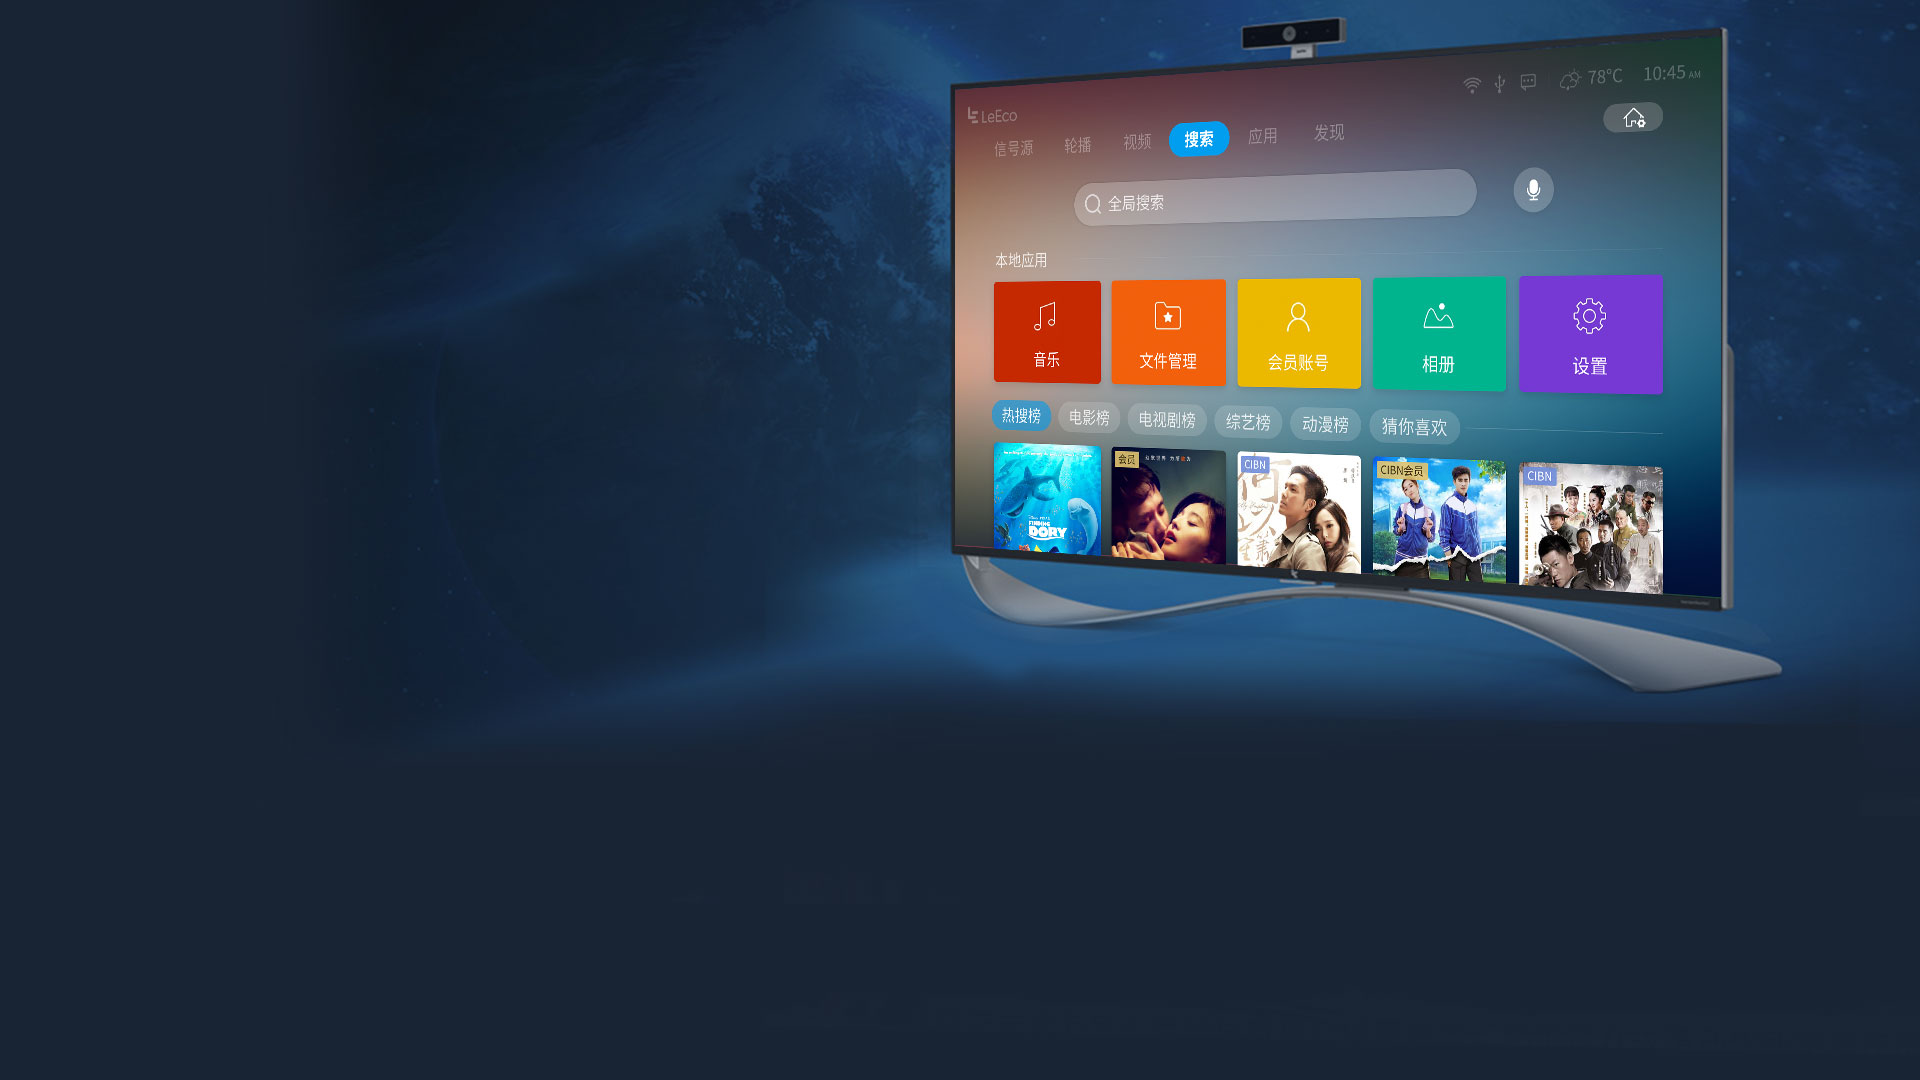 LeEco
78°C
10:45 AM
信号源
轮播
视频
搜索
应用
发现
全局搜索
本地应用
音乐
文件管理
会员账号
相册
设置
热搜榜
电影榜
电视剧榜
综艺榜
动漫榜
猜你喜欢
FINDING
DORY
会员
CIBN
CIBN会员
CIBN